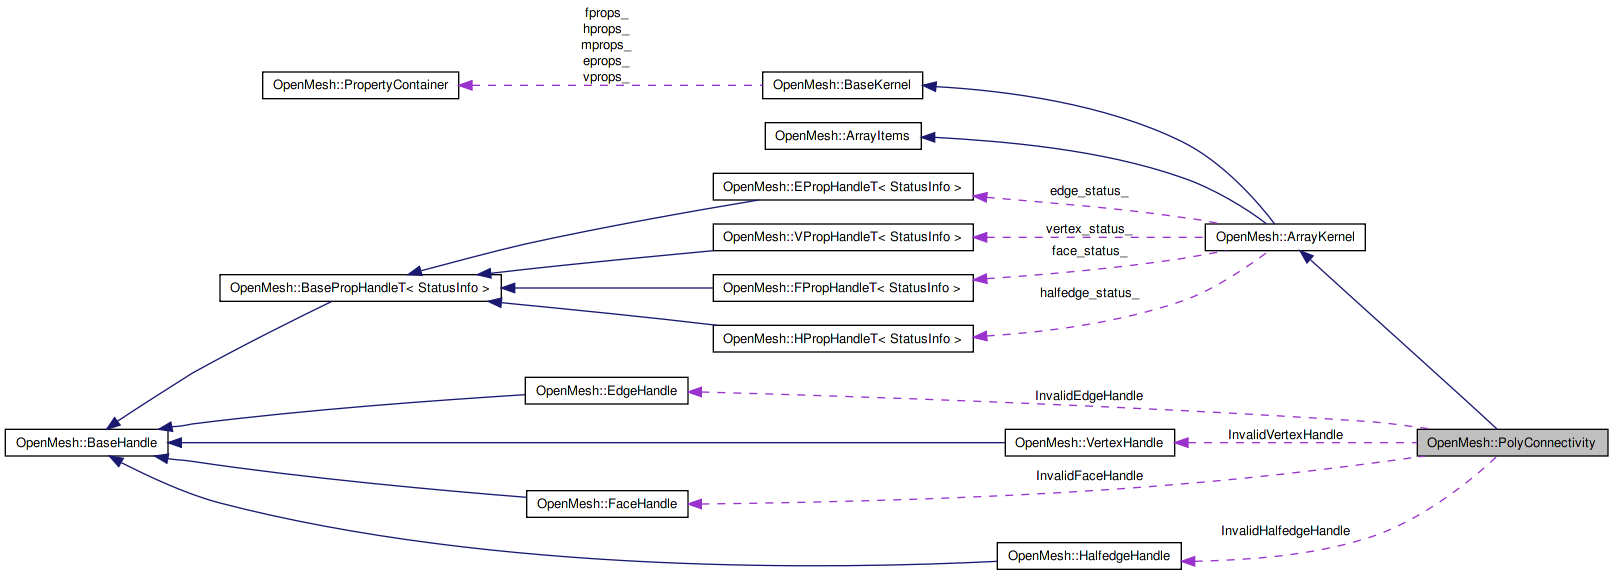 fprops_
hprops_
mprops_
eprops_
vprops_
OpenMesh::PropertyContainer
OpenMesh::BaseKernel
OpenMesh::ArrayItems
OpenMesh::EPropHandleT< StatusInfo >
edge_status_
OpenMesh::VPropHandleT< StatusInfo >
vertex_status_
OpenMesh::ArrayKernel
face_status_
OpenMesh::BasePropHandleT< StatusInfo >
OpenMesh::FPropHandleT< StatusInfo >
halfedge_status_
OpenMesh::HPropHandleT< StatusInfo >
OpenMesh::EdgeHandle
InvalidEdgeHandle
OpenMesh::BaseHandle
OpenMesh::VertexHandle
InvalidVertexHandle
OpenMesh::PolyConnectivity
InvalidFaceHandle
OpenMesh::FaceHandle
InvalidHalfedgeHandle
OpenMesh::HalfedgeHandle